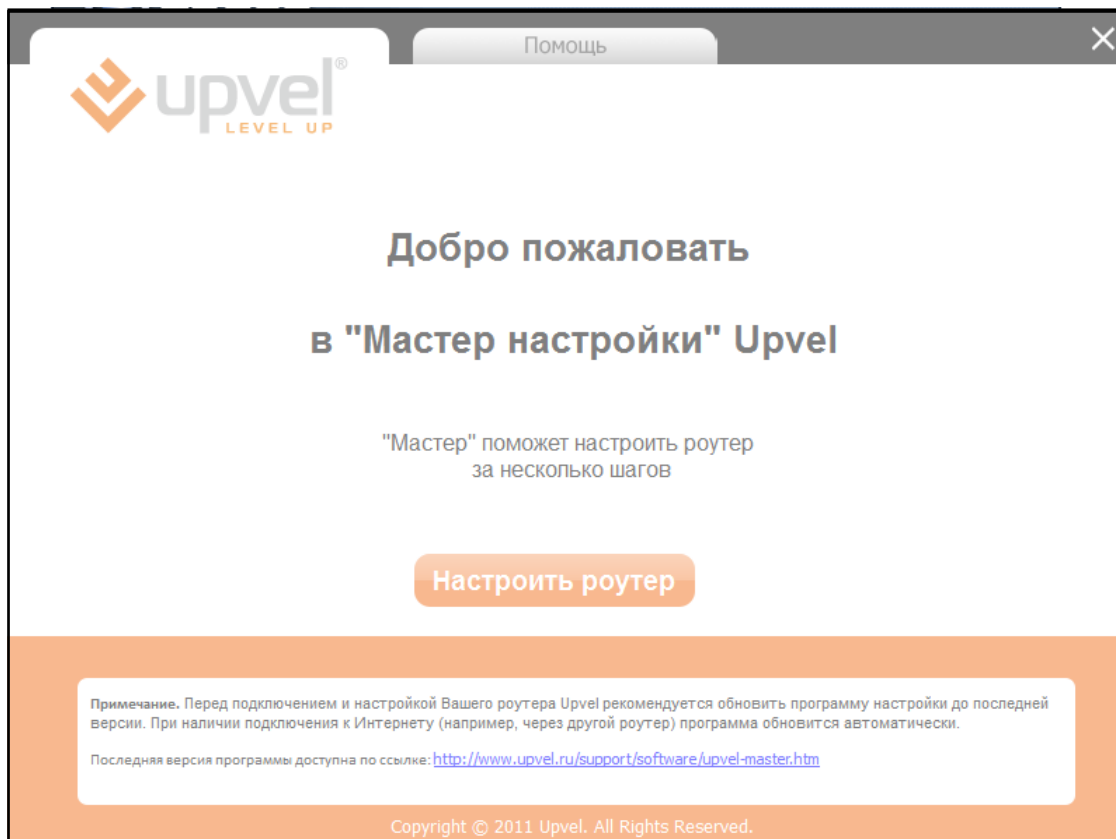 Помощь
upvel®
LEVEL UP
Добро пожаловать
в "Мастер настройки" Upvel
"Мастер" поможет настроить роутер
за несколько шагов
Настроить роутер
Примечание. Перед подключением и настройкой Вашего роутера Upvel рекомендуется обновить программу настройки до последней
версии. При наличии подключения к Интернету (например, через другой роутер) программа обновится автоматически.
Последняя версия программы доступна по ссылке: http://www.upvel.ru/support/software/upvel-master.htm
Copyright © 2011 Upvel. All Rights Reserved.